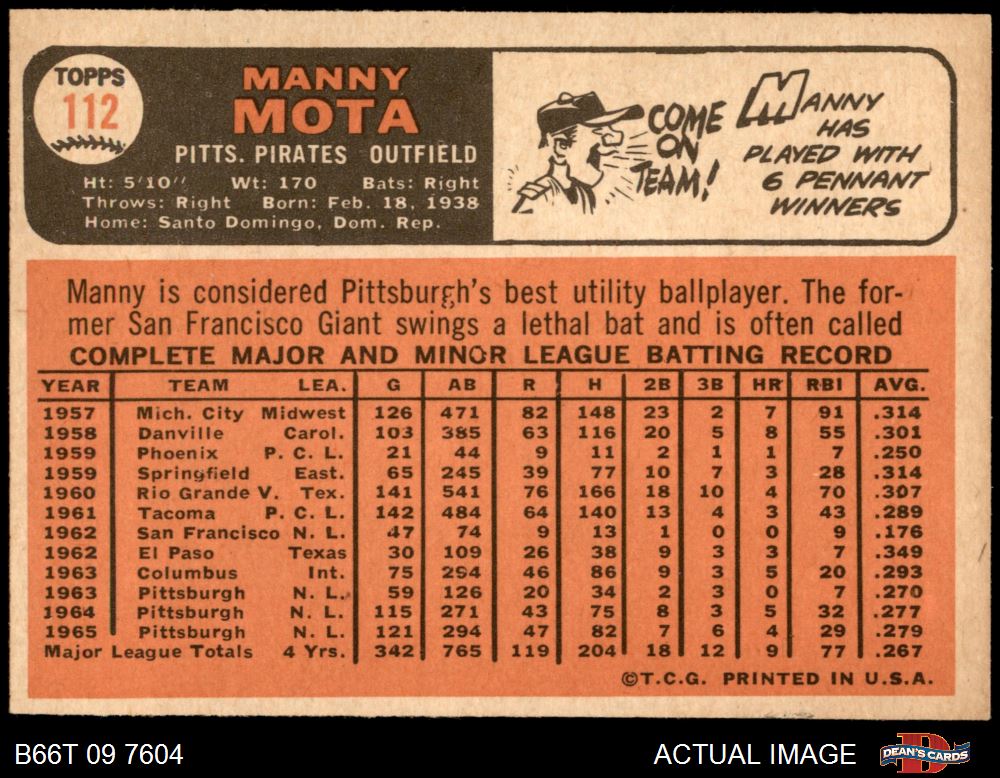 TOPPS
112
MANNY
MOTA
PITTS. PIRATES OUTFIELD
Ht: 5'10" Wt: 170 Bats: Right
Throws: Right Born: Feb. 18, 1938
Home: Santo Domingo, Dom. Rep.
COME
ON
TEAM!
MANNY
HAS
PLAYED WITH
6 PENNANT
WINNERS
Manny is considered Pittsburgh's best utility ballplayer. The for-
mer San Francisco Giant swings a lethal bat and is often called
COMPLETE MAJOR AND MINOR LEAGUE BATTING RECORD
YEAR TEAM LEA. G AB R H 2B 3B HR RBI AVG.
1957 Mich. City Midwest 126 471 82 148 23 2 7 91 .314
1958 Danville Carol. 103 385 63 116 20 5 8 55 .301
1959 Phoenix P. C. L. 21 44 9 11 2 1 1 7 .250
1959 Springfield East. 65 245 39 77 10 7 3 28 .314
1960 Rio Grande V. Tex. 141 541 76 166 18 10 4 70 .307
1961 Tacoma P. C. L. 142 484 64 140 13 4 3 43 .289
1962 San Francisco N. L. 47 74 9 13 1 0 0 9 .176
1962 El Paso Texas 30 109 26 38 9 3 3 7 .349
1963 Columbus Int. 75 294 46 86 9 3 5 20 .293
1963 Pittsburgh N. L. 59 126 20 34 2 3 0 7 .270
1964 Pittsburgh N. L. 115 271 43 75 8 3 5 32 .277
1965 Pittsburgh N. L. 121 294 47 82 7 6 4 29 .279
Major League Totals 4 Yrs. 342 765 119 204 18 12 9 77 .267
©T.C.G. PRINTED IN U.S.A.
B66T 09 7604
ACTUAL IMAGE
DEAN'S CARDS